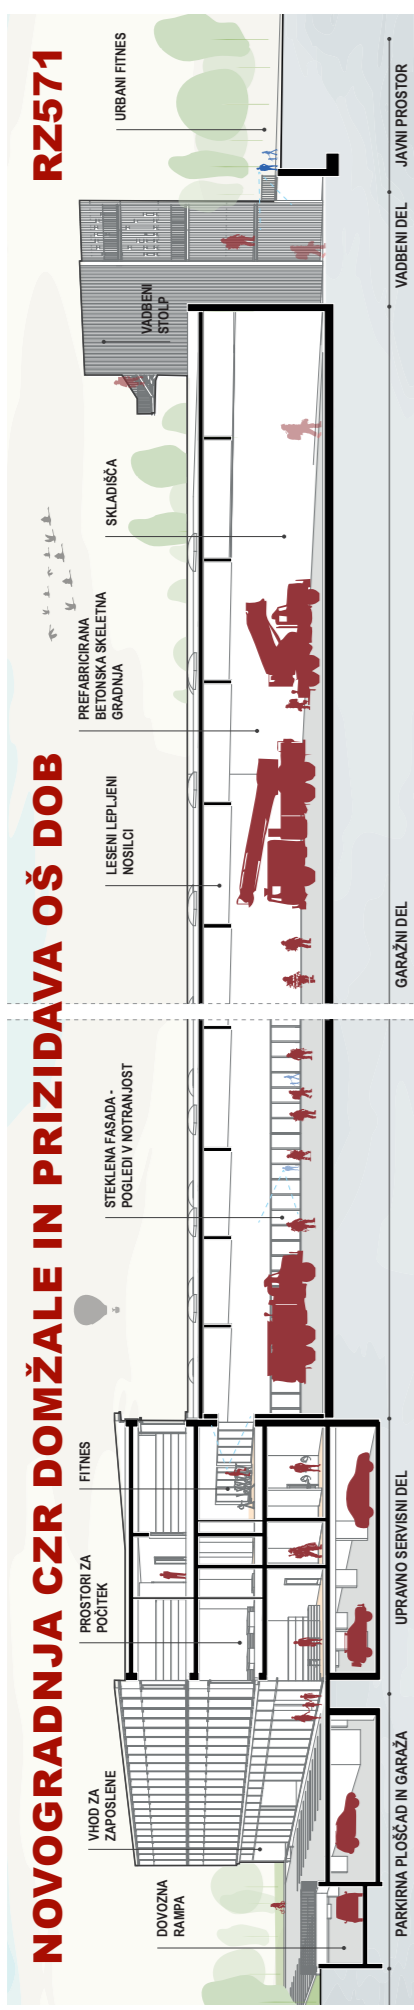 NOVOGRADNJA CZR DOMŽALE IN PRIZIDAVA OŠ DOB
RZ571
DOVOZNA
RAMPA
VHOD ZA
ZAPOSLENE
PROSTORI ZA
POČITEK
FITNES
STEKLENA FASADA -
POGLEDI V NOTRANJOST
LESENI LEPLJENI
NOSILCI
PREFABRICIRANA
BETONSKA SKELETNA
GRADNJA
SKLADIŠČA
VADBENI
STOLP
URBANI FITNES
PARKIRNA PLOŠČAD IN GARAŽA
UPRAVNO SERVISNI DEL
GARAŽNI DEL
VADBENI DEL
JAVNI PROSTOR